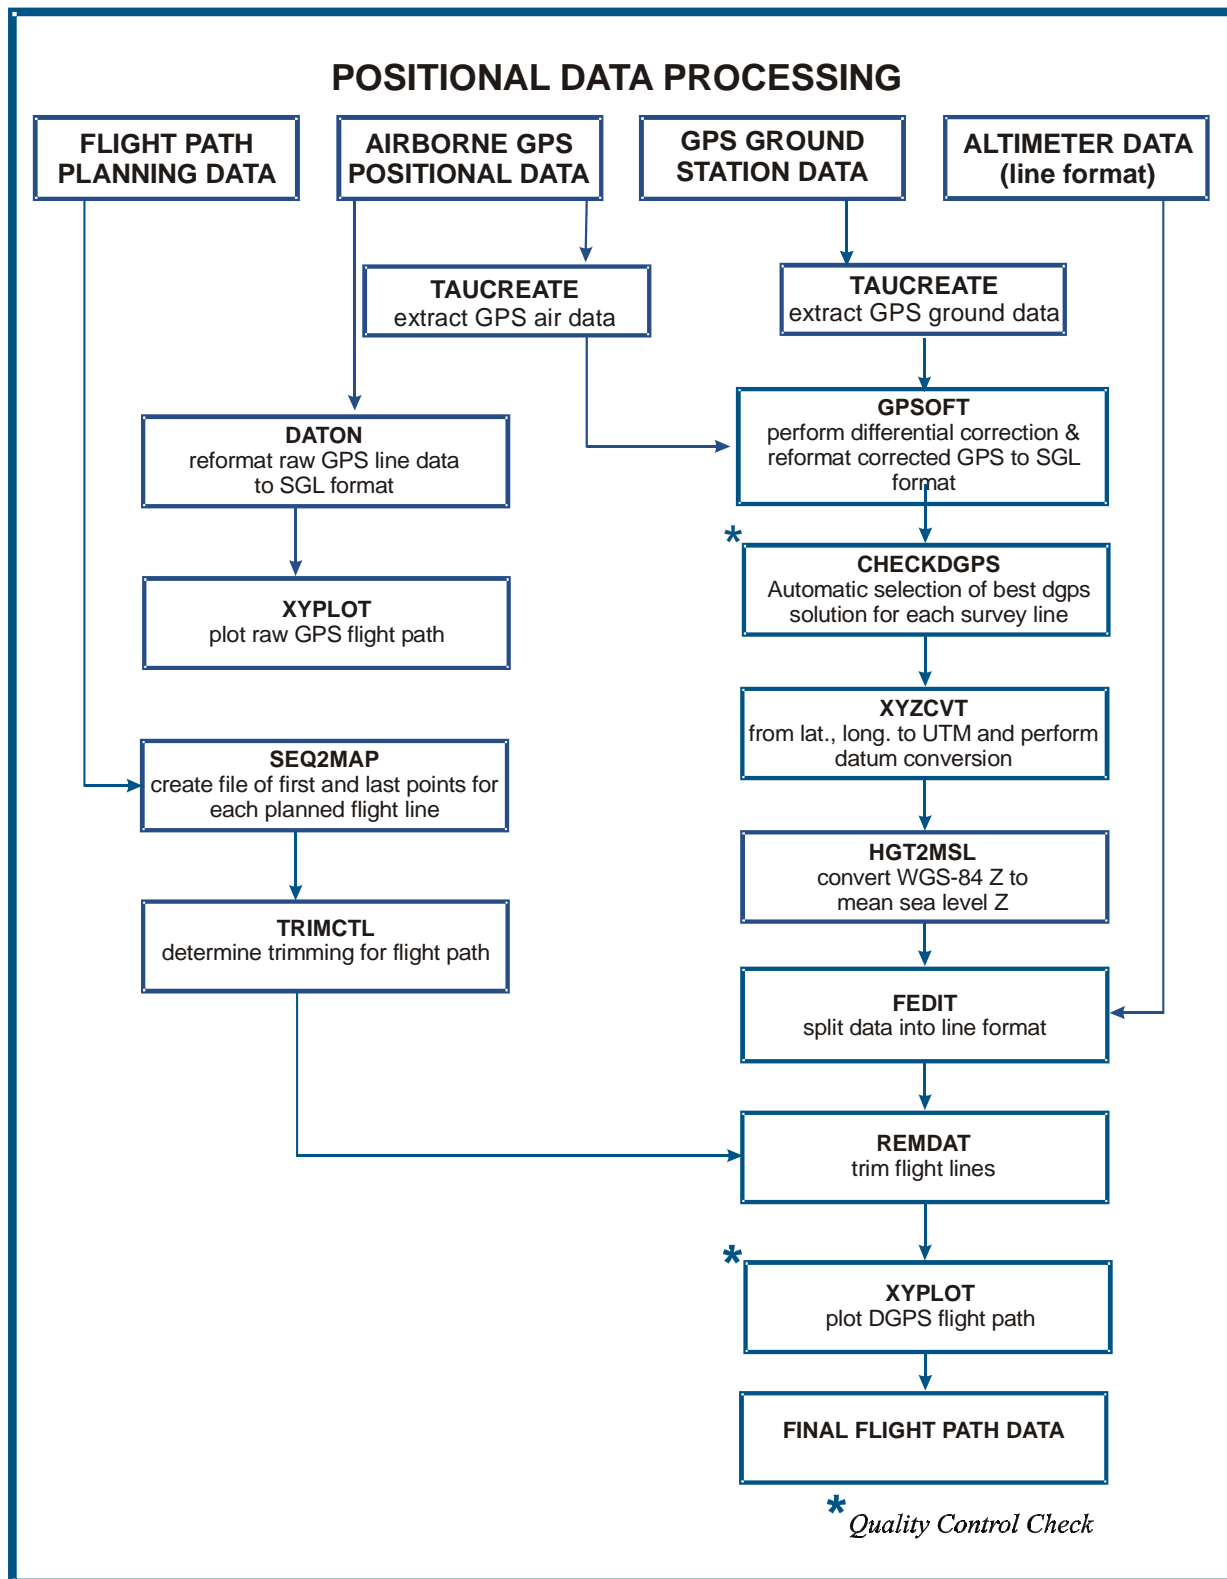 POSITIONAL DATA PROCESSING
FLIGHT PATH
PLANNING DATA
AIRBORNE GPS
POSITIONAL DATA
GPS GROUND
STATION DATA
ALTIMETER DATA
(line format)
TAUCREATE
extract GPS air data
TAUCREATE
extract GPS ground data
DATON
reformat raw GPS line data
to SGL format
GPSOFT
perform differential correction &
reformat corrected GPS to SGL
format
*
CHECKDGPS
Automatic selection of best dgps
solution for each survey line
XYPLOT
plot raw GPS flight path
XYZCVT
from lat., long. to UTM and perform
datum conversion
SEQ2MAP
create file of first and last points for
each planned flight line
HGT2MSL
convert WGS-84 Z to
mean sea level Z
TRIMCTL
determine trimming for flight path
FEDIT
split data into line format
REMDAT
trim flight lines
*
XYPLOT
plot DGPS flight path
FINAL FLIGHT PATH DATA
* Quality Control Check